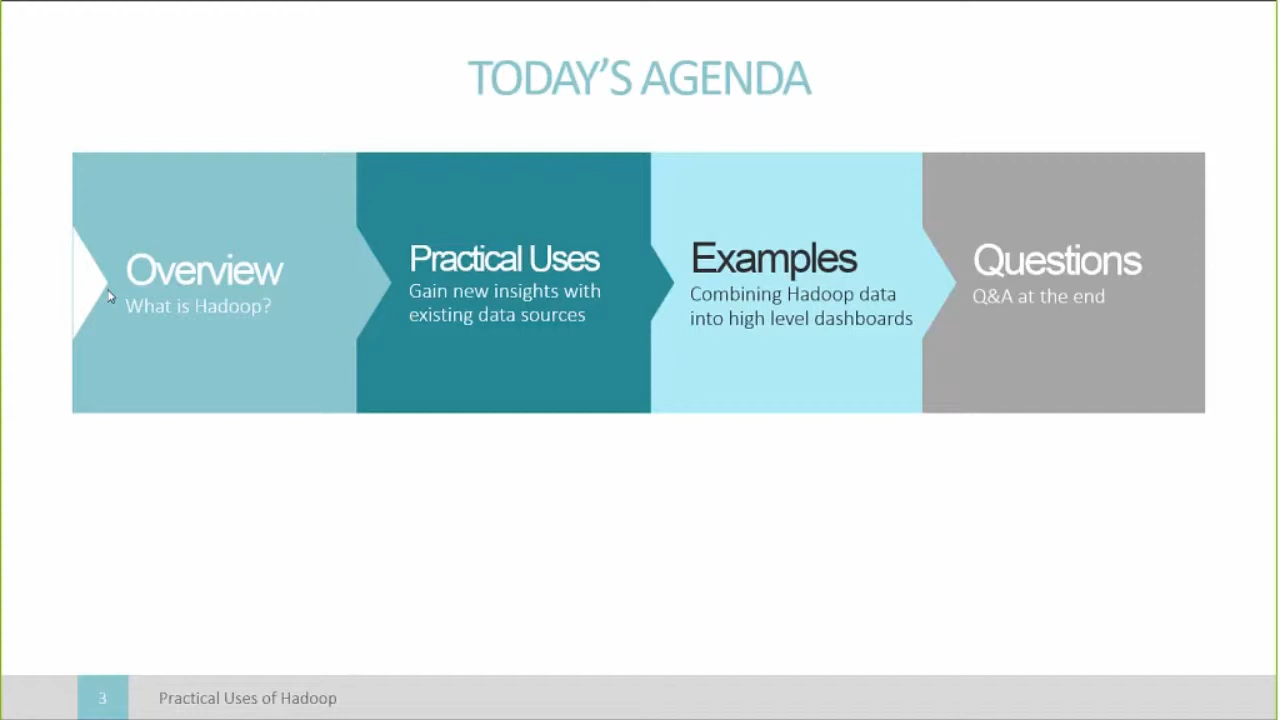 TODAY’S AGENDA
Overview
What is Hadoop?
Practical Uses
Gain new insights with
existing data sources
Examples
Combining Hadoop data
into high level dashboards
Questions
Q&A at the end
3
Practical Uses of Hadoop